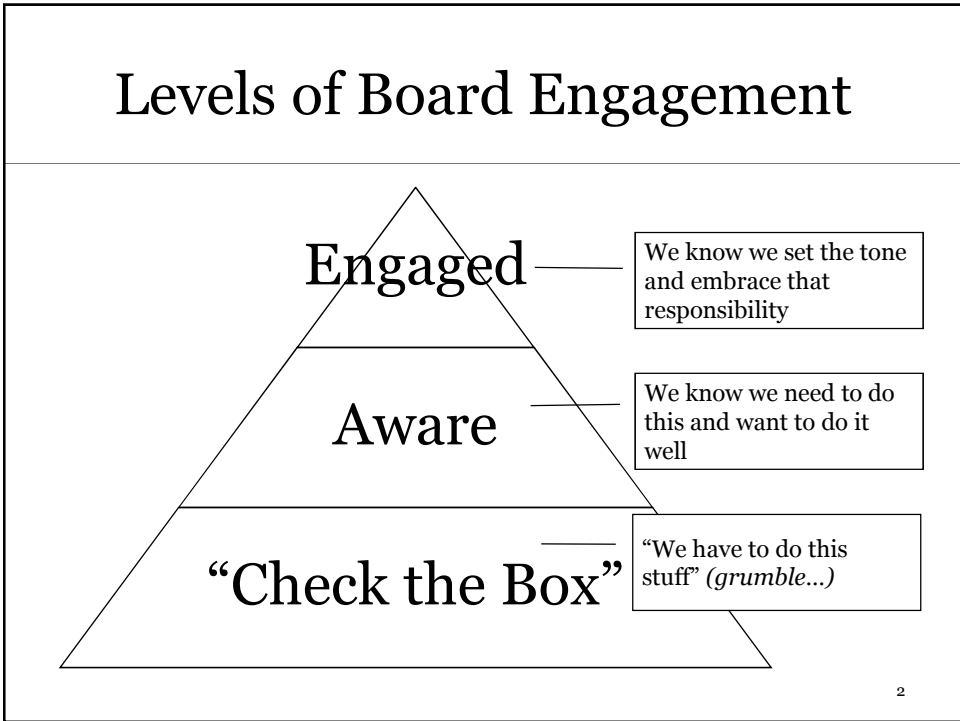 Levels of Board Engagement
Engaged
We know we set the tone
and embrace that
responsibility
Aware
We know we need to do
this and want to do it
well
“Check the Box”
“We have to do this
stuff” (grumble…)
2